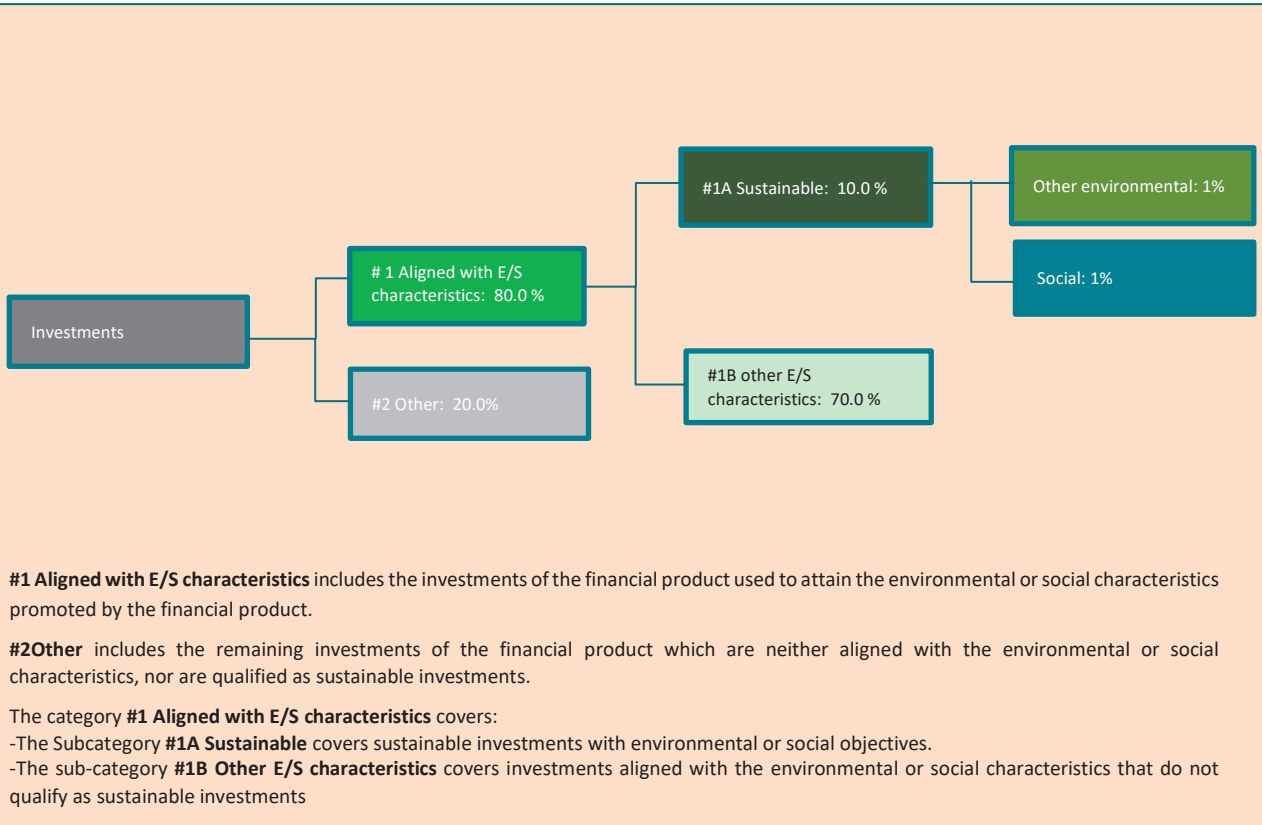 Investments
# 1 Aligned with E/S
characteristics: 80.0 %
#2 Other: 20.0%
#1A Sustainable: 10.0 %
#1B other E/S
characteristics: 70.0 %
Other environmental: 1%
Social: 1%
#1 Aligned with E/S characteristics includes the investments of the financial product used to attain the environmental or social characteristics
promoted by the financial product.
#2Other includes the remaining investments of the financial product which are neither aligned with the environmental or social
characteristics, nor are qualified as sustainable investments.
The category #1 Aligned with E/S characteristics covers:
-The Subcategory #1A Sustainable covers sustainable investments with environmental or social objectives.
-The sub-category #1B Other E/S characteristics covers investments aligned with the environmental or social characteristics that do not
qualify as sustainable investments